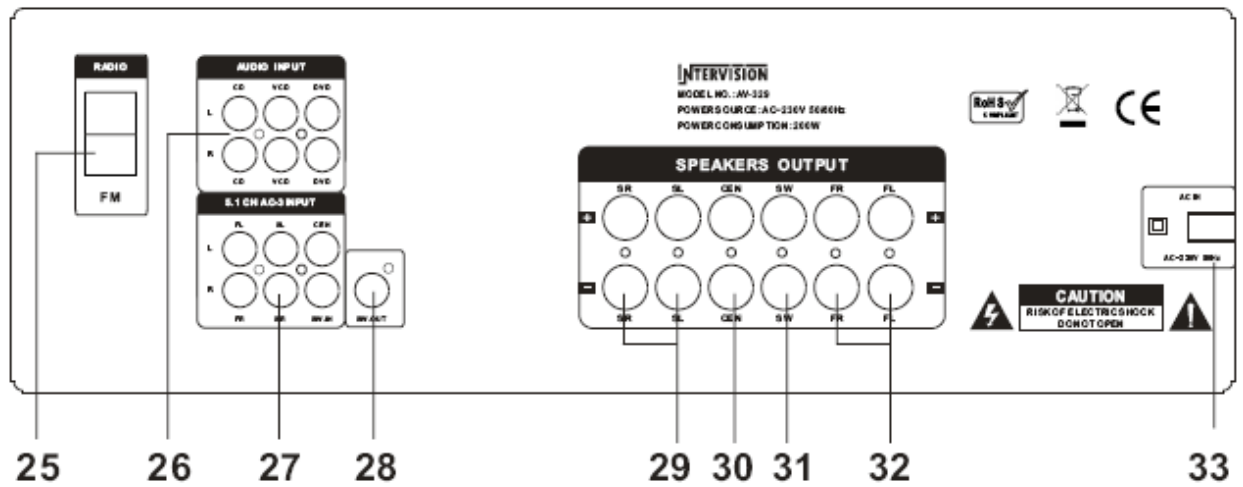 RADIO
FM
AUDIO INPUT
CD VCD DVD
L
R
CD VCD DVD
5.1 CH AC-3 INPUT
FL SL CEN
L
R
FR SR SW-IN
SW-OUT
INTERVISION
MODEL NO.:AV-329
POWER SOURCE:AC~230V 50/60Hz
POWER CONSUMPTION:200W
RoHS
COMPLIANT
CE
SPEAKERS OUTPUT
SR SL CEN SW FR FL
+ +
- -
SR SL CEN SW FR FL
AC IN
AC~230V 50Hz
CAUTION
RISK OF ELECTRIC SHOCK
DO NOT OPEN
25 26 27 28 29 30 31 32 33